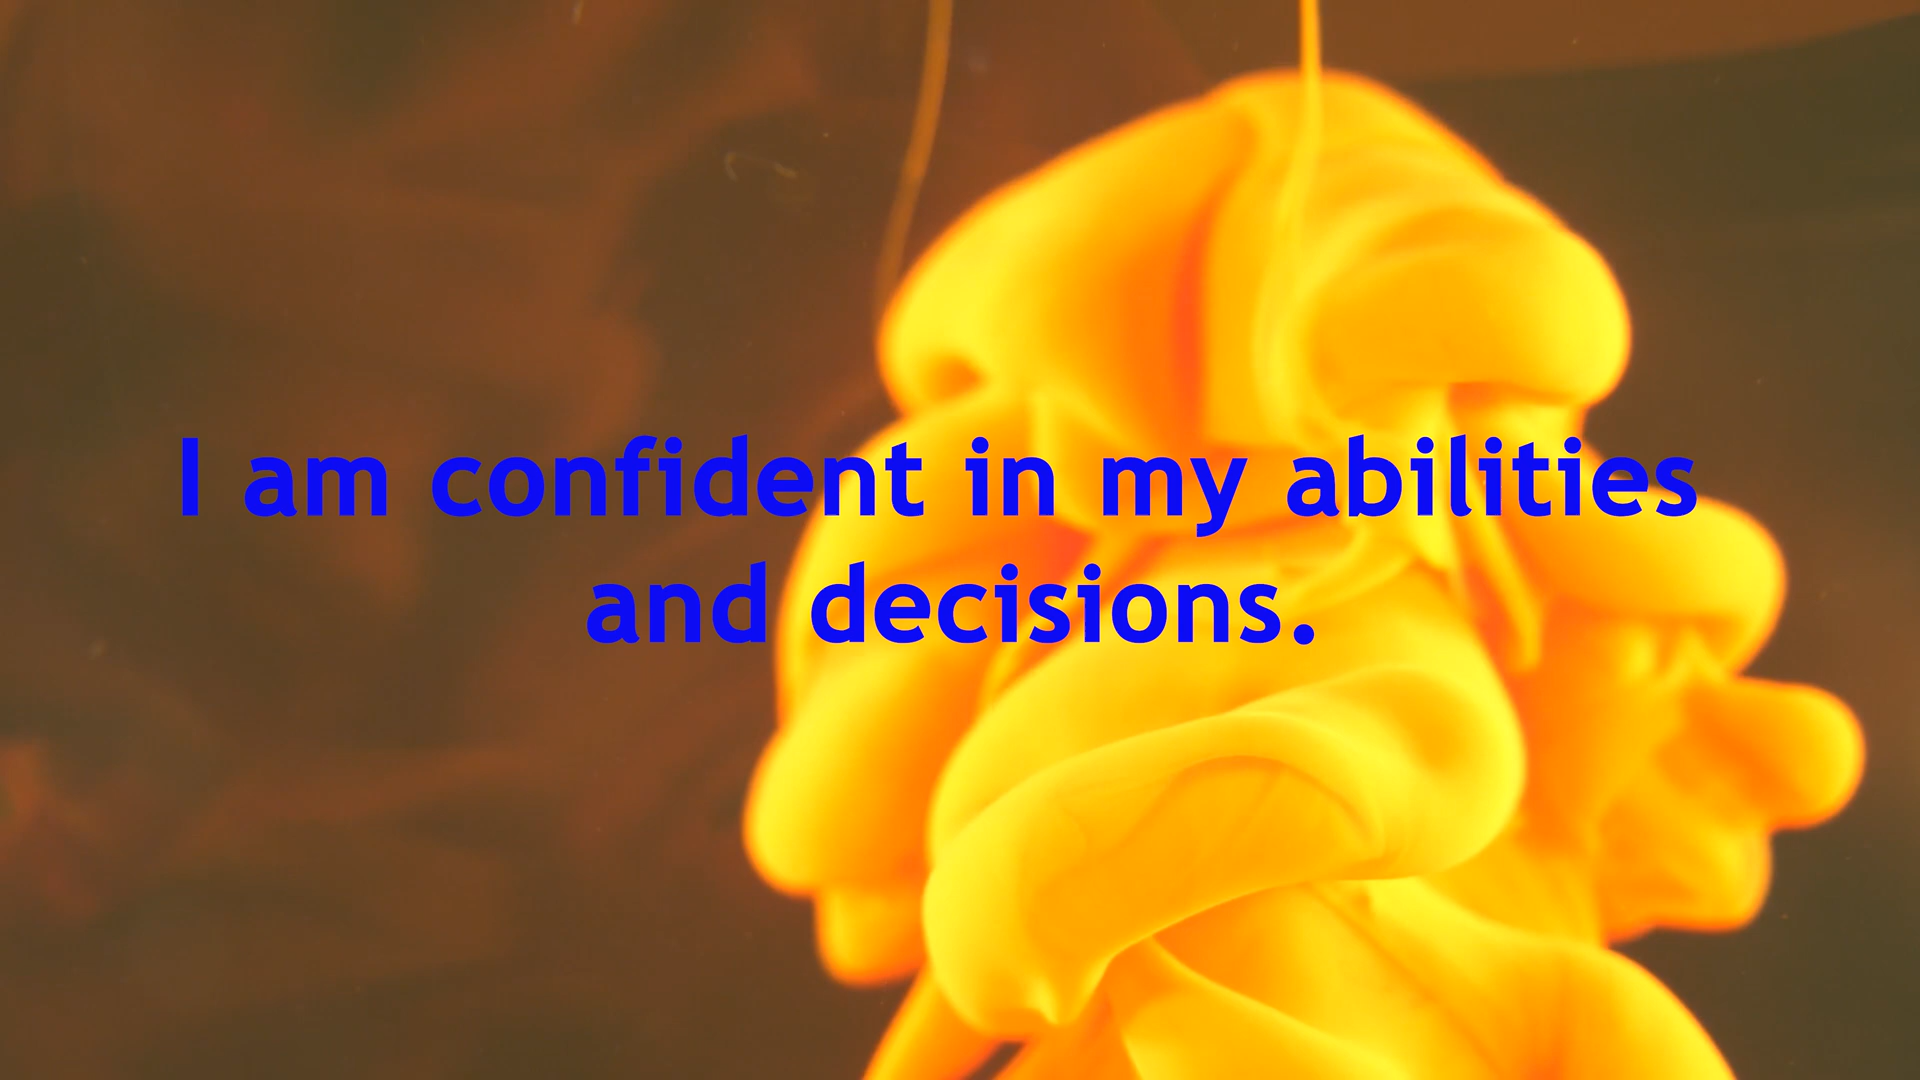 I am confident in my abilities
and decisions.